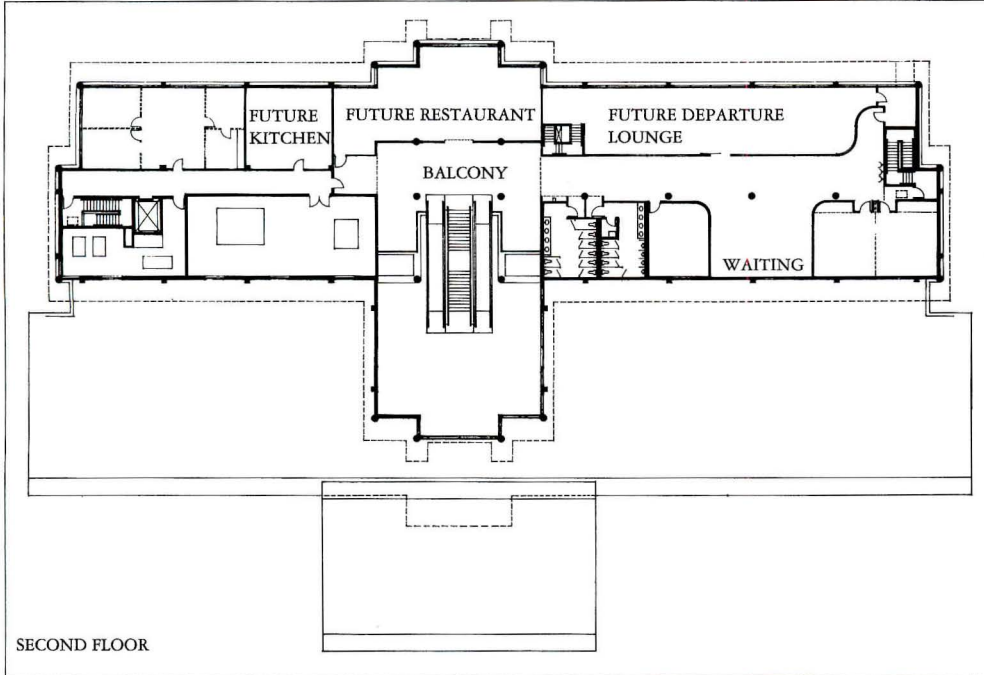 FUTURE
KITCHEN
FUTURE RESTAURANT
FUTURE DEPARTURE
LOUNGE
BALCONY
WAITING
SECOND FLOOR